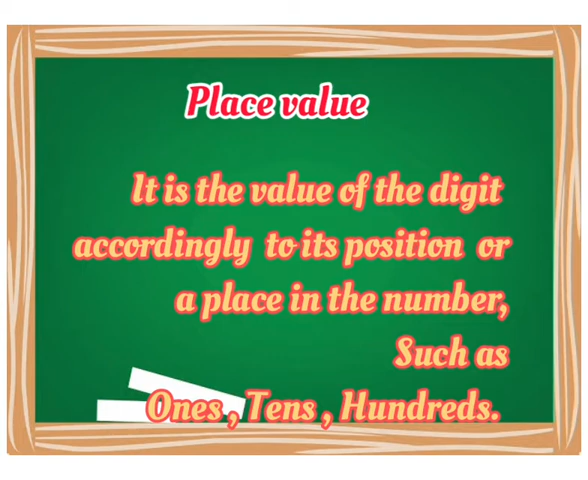 Place value
It is the value of the digit
accordingly to its position or
a place in the number,
Such as
Ones , Tens , Hundreds.